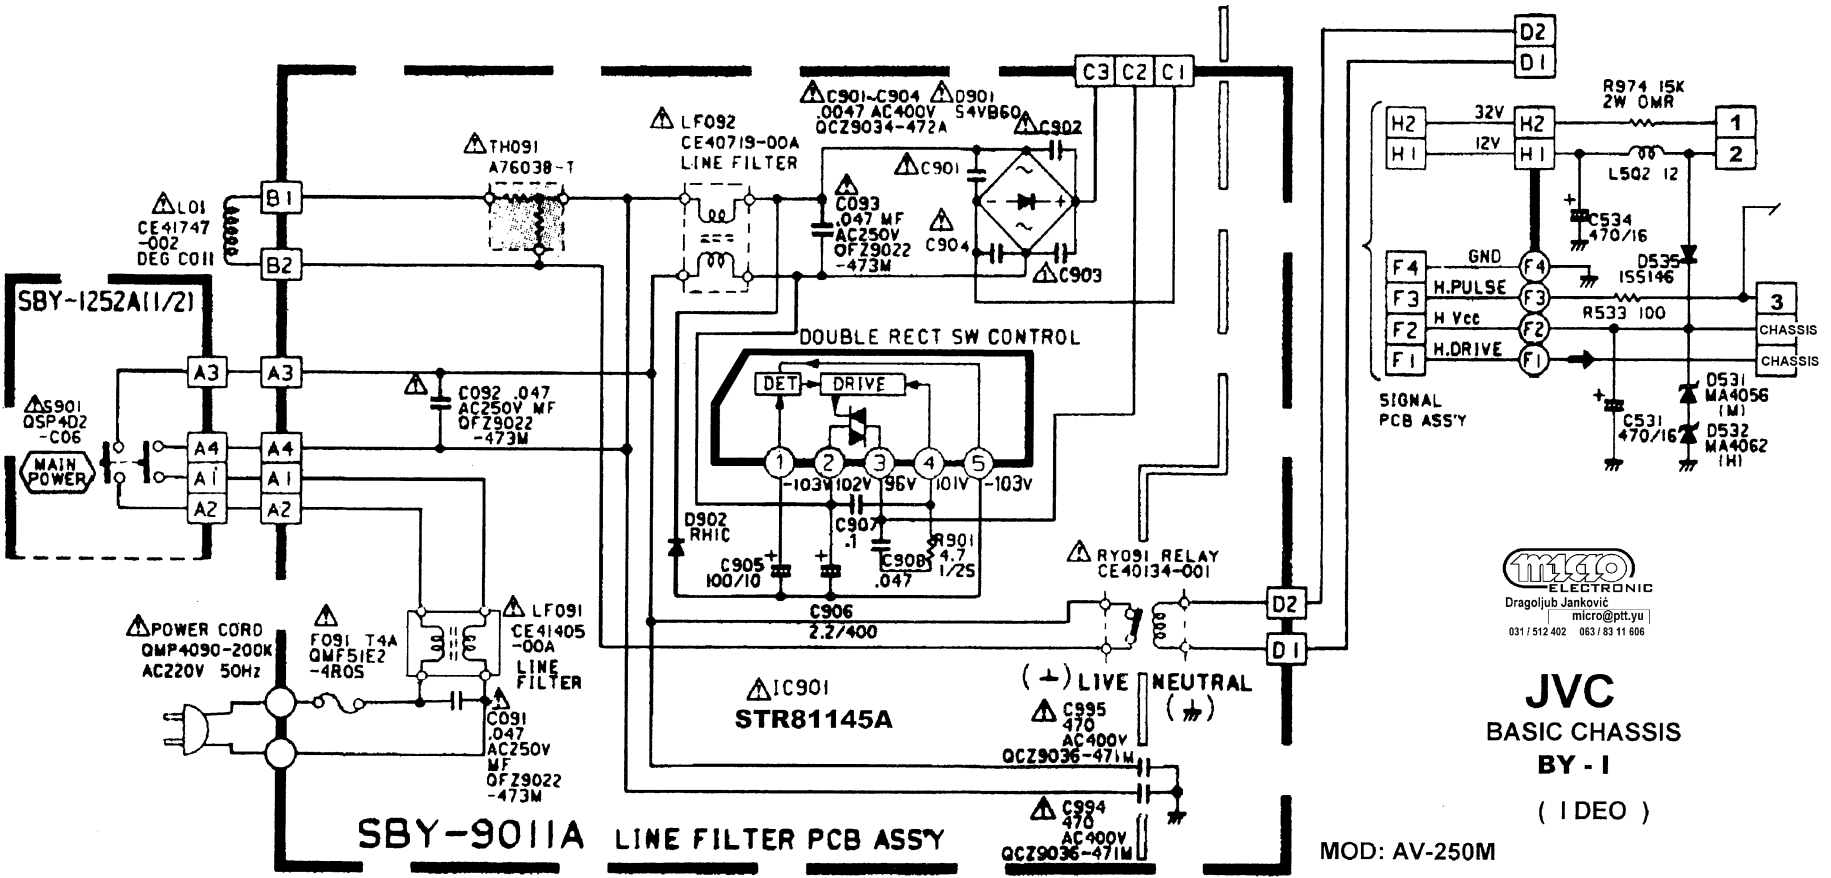 D2
D1
C3 C2 C1
C901~C904
.0047 AC400V
QCZ9034-472A
D901
S4VB60
C902
C901
C904
C903
R974 15K
2W OMR
H2 32V H2 1
H1 12V H1 2
L502 12
+
C534
470/16
LF092
CE40719-00A
LINE FILTER
TH091
A76038-T
C093
.047 MF
AC250V
QFZ9022
-473M
~
- +
~
B1
B2
L01
CE41747
-002
DEG COIL
F4 GND F4
D535
1SS146
F3 H.PULSE F3 3
R533 100
F2 H Vcc F2 CHASSIS
F1 H.DRIVE F1 CHASSIS
SIGNAL
PCB ASS'Y
+
C531
470/16
D531
MA4056
(M)
D532
MA4062
(H)
SBY-1252A(1/2)
A3 A3
A4 A4
A1 A1
A2 A2
S901
QSP4D2
-C06
MAIN
POWER
C092 .047
AC250V MF
QFZ9022
-473M
DOUBLE RECT SW CONTROL
DET DRIVE
1 2 3 4 5
-103V 102V 96V 101V -103V
C907
.1
D902
RH1C
+
C905
100/10
+
C906
2.2/400
C908
.047
R901
4.7
1/2S
RY091 RELAY
CE40134-001
D2
D1
POWER CORD
QMP4090-200K
AC220V 50Hz
F091 T4A
QMF51E2
-4R0S
LF091
CE41405
-00A
LINE
FILTER
C091
.047
AC250V
MF
QFZ9022
-473M
IC901
STR81145A
LIVE NEUTRAL
C995
470
AC400V
QCZ9036-471M
C994
470
AC400V
QCZ9036-471M
SBY-9011A LINE FILTER PCB ASS'Y
micro
ELECTRONIC
Dragoljub Janković
micro@ptt.yu
031 / 512 402 063 / 83 11 606
JVC
BASIC CHASSIS
BY - I
( I DEO )
MOD: AV-250M